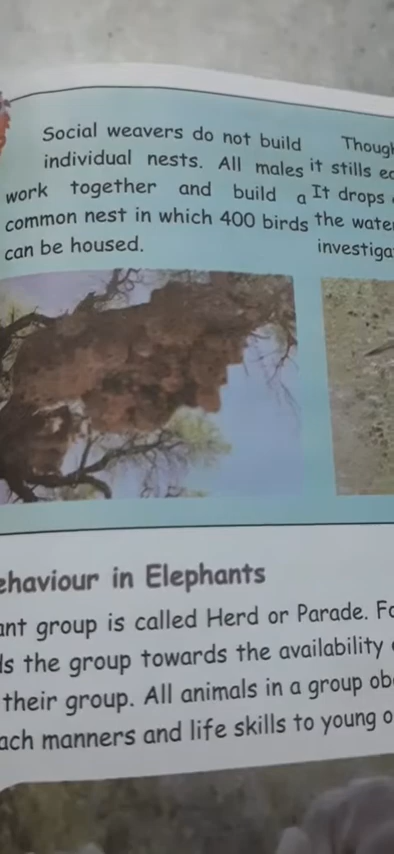 Social weavers do not build
individual nests. All males
work together and build a
common nest in which 400 birds
can be housed.
Though
it stills
It drops
the water
in Elephants
group is called Herd or Parade.
the group towards the availability
their group. All animals in a group
manners and life skills to young